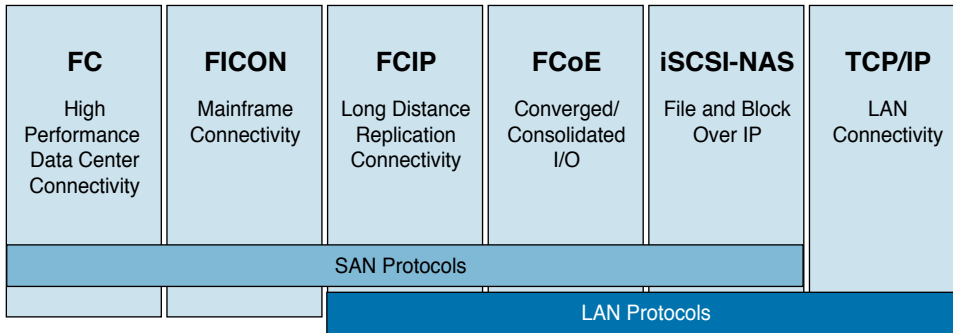 FC
High
Performance
Data Center
Connectivity
FICON
Mainframe
Connectivity
FCIP
Long Distance
Replication
Connectivity
FCoE
Converged/
Consolidated
I/O
iSCSI-NAS
File and Block
Over IP
TCP/IP
LAN
Connectivity
SAN Protocols
LAN Protocols